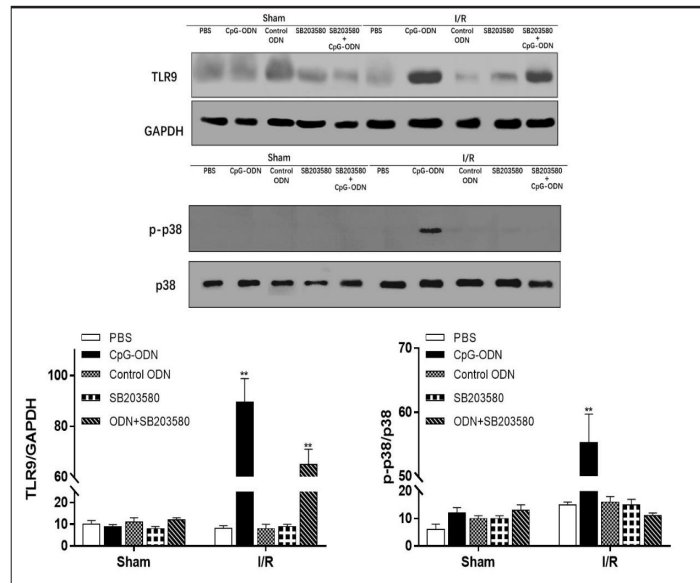 Sham I/R
PBS CpG-ODN Control ODN SB203580 SB203580 + CpG-ODN PBS CpG-ODN Control ODN SB203580 SB203580 + CpG-ODN
TLR9
GAPDH
Sham I/R
PBS CpG-ODN Control ODN SB203580 SB203580 + CpG-ODN PBS CpG-ODN Control ODN SB203580 SB203580 + CpG-ODN
p-p38
p38
TLR9/GAPDH
100
80
60
20
10
0
PBS
CpG-ODN
Control ODN
SB203580
ODN+SB203580
**
**
Sham I/R
p-p38/p38
70
60
50
20
10
0
PBS
CpG-ODN
Control ODN
SB203580
ODN+SB203580
**
Sham I/R